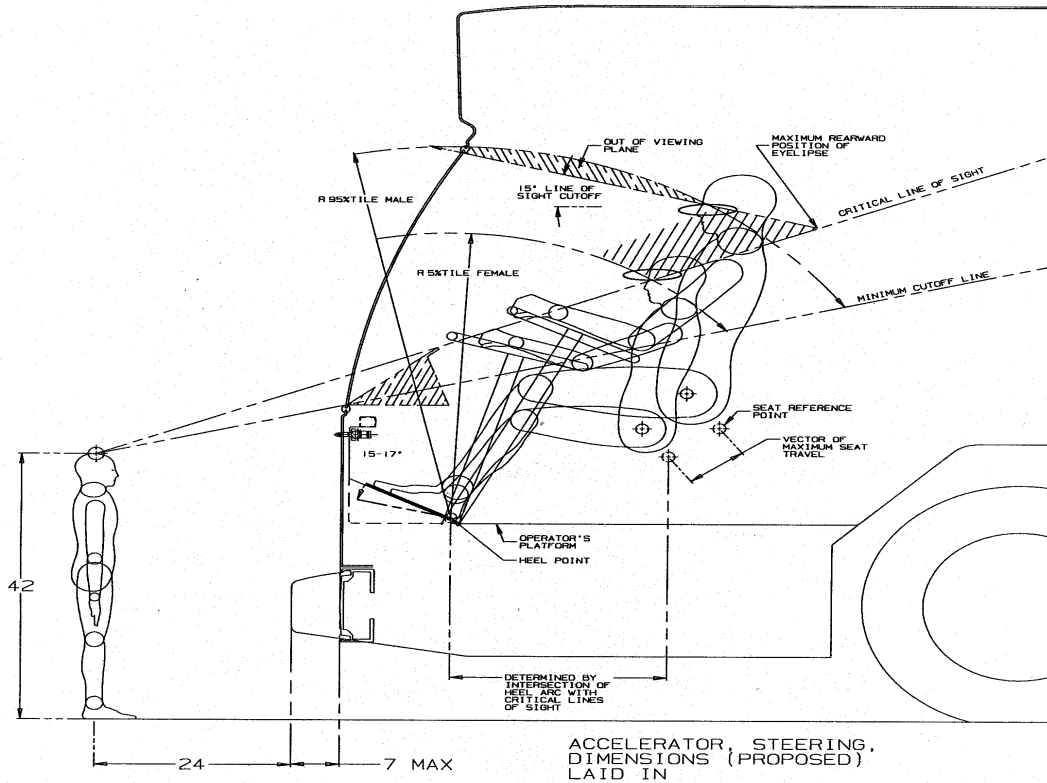 OUT OF VIEWING
PLANE
MAXIMUM REARWARD
POSITION OF
EYELIPSE
15° LINE OF
SIGHT CUTOFF
CRITICAL LINE OF SIGHT
R 95%TILE MALE
R 5%TILE FEMALE
MINIMUM CUTOFF LINE
SEAT REFERENCE
POINT
15-17°
VECTOR OF
MAXIMUM SEAT
TRAVEL
OPERATOR'S
PLATFORM
HEEL POINT
42
DETERMINED BY
INTERSECTION OF
HEEL ARC WITH
CRITICAL LINES
OF SIGHT
24
7 MAX
ACCELERATOR, STEERING,
DIMENSIONS (PROPOSED)
LAID IN